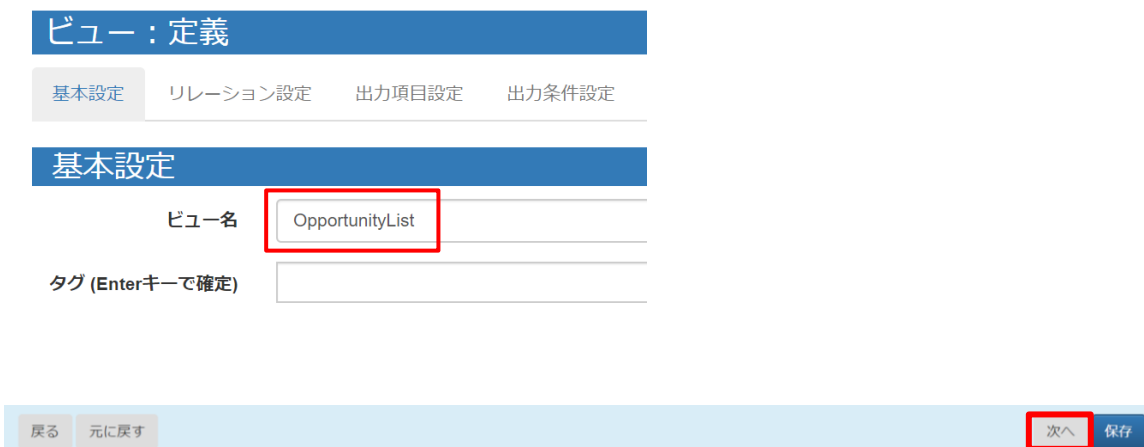 ビュー：定義
基本設定 リレーション設定 出力項目設定 出力条件設定
基本設定
ビュー名 OpportunityList
タグ (Enterキーで確定)
戻る 元に戻す 次へ 保存